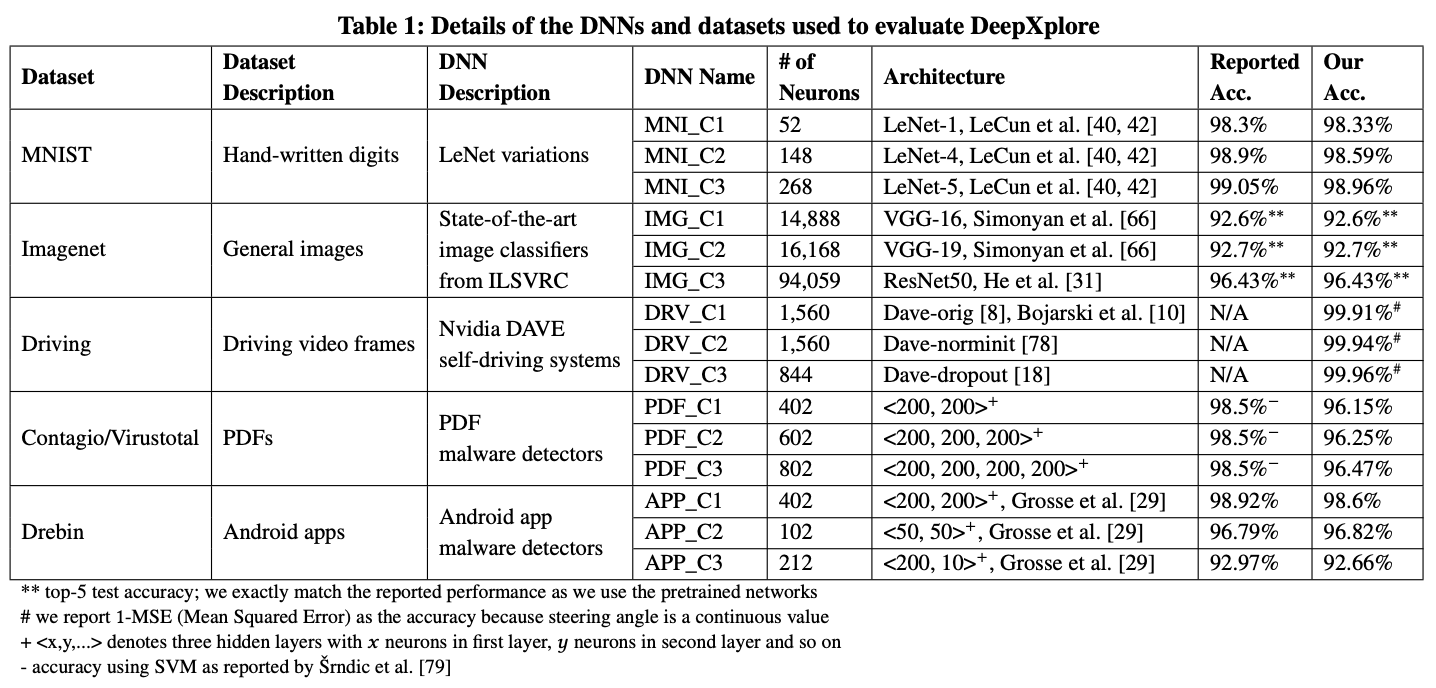 Table 1: Details of the DNNs and datasets used to evaluate DeepXplore
Dataset | Dataset Description | DNN Description | DNN Name | # of Neurons | Architecture | Reported Acc. | Our Acc.
MNIST | Hand-written digits | LeNet variations | MNI_C1 | 52 | LeNet-1, LeCun et al. [40, 42] | 98.3% | 98.33%
MNI_C2 | 148 | LeNet-4, LeCun et al. [40, 42] | 98.9% | 98.59%
MNI_C3 | 268 | LeNet-5, LeCun et al. [40, 42] | 99.05% | 98.96%
Imagenet | General images | State-of-the-art image classifiers from ILSVRC | IMG_C1 | 14,888 | VGG-16, Simonyan et al. [66] | 92.6%** | 92.6%**
IMG_C2 | 16,168 | VGG-19, Simonyan et al. [66] | 92.7%** | 92.7%**
IMG_C3 | 94,059 | ResNet50, He et al. [31] | 96.43%** | 96.43%**
Driving | Driving video frames | Nvidia DAVE self-driving systems | DRV_C1 | 1,560 | Dave-orig [8], Bojarski et al. [10] | N/A | 99.91%#
DRV_C2 | 1,560 | Dave-norminit [78] | N/A | 99.94%#
DRV_C3 | 844 | Dave-dropout [18] | N/A | 99.96%#
Contagio/Virustotal | PDFs | PDF malware detectors | PDF_C1 | 402 | <200, 200>+ | 98.5%− | 96.15%
PDF_C2 | 602 | <200, 200, 200>+ | 98.5%− | 96.25%
PDF_C3 | 802 | <200, 200, 200, 200>+ | 98.5%− | 96.47%
Drebin | Android apps | Android app malware detectors | APP_C1 | 402 | <200, 200>+, Grosse et al. [29] | 98.92% | 98.6%
APP_C2 | 102 | <50, 50>+, Grosse et al. [29] | 96.79% | 96.82%
APP_C3 | 212 | <200, 10>+, Grosse et al. [29] | 92.97% | 92.66%
** top-5 test accuracy; we exactly match the reported performance as we use the pretrained networks
# we report 1-MSE (Mean Squared Error) as the accuracy because steering angle is a continuous value
+ <x,y,...> denotes three hidden layers with x neurons in first layer, y neurons in second layer and so on
- accuracy using SVM as reported by Šrndic et al. [79]